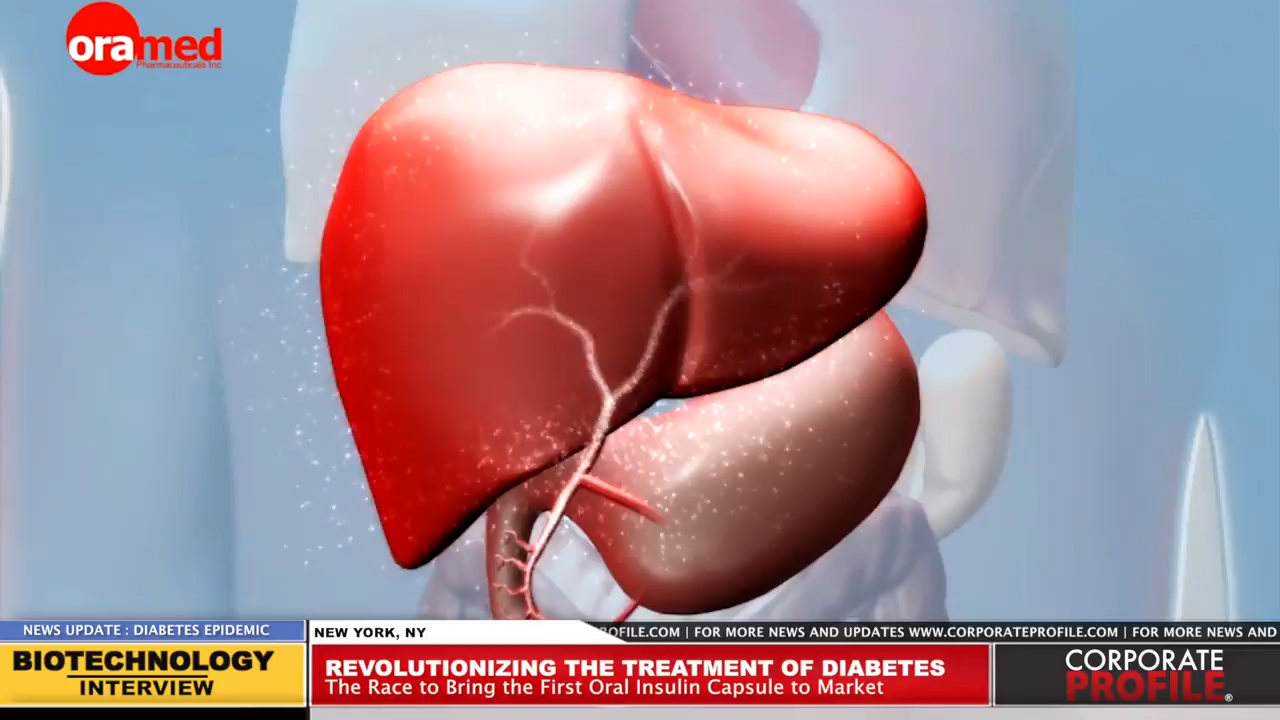 oramed
Pharmaceuticals Inc
NEWS UPDATE : DIABETES EPIDEMIC
NEW YORK, NY
OFILE.COM | FOR MORE NEWS AND UPDATES WWW.CORPORATEPROFILE.COM | FOR MORE NEWS AND
BIOTECHNOLOGY
INTERVIEW
REVOLUTIONIZING THE TREATMENT OF DIABETES
The Race to Bring the First Oral Insulin Capsule to Market
CORPORATE
PROFILE®